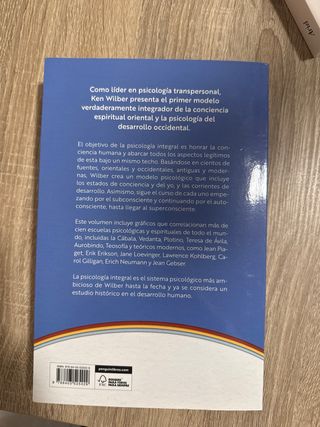 Como líder en psicología transpersonal,
Ken Wilber presenta el primer modelo
verdaderamente integrador de la conciencia
espiritual oriental y la psicología del
desarrollo occidental.
El objetivo de la psicología integral es honrar la con-
ciencia humana y abarcar todos los aspectos legítimos
de esta bajo un mismo techo. Basándose en cientos de
fuentes, orientales y occidentales, antiguas y moder-
nas, Wilber crea un modelo psicológico que incluye
los estados de conciencia y del yo, y las corrientes de
desarrollo. Asimismo, sigue el curso de cada uno empe-
zando por el subconsciente y continuando por el auto-
consciente, hasta llegar al superconsciente.
Este volumen incluye gráficos que correlacionan más de
cien escuelas psicológicas y espirituales de todo el mun-
do, incluidas la Cábala, Vedanta, Plotino, Teresa de Ávila,
Aurobindo, Teosofía y teóricos modernos, como Jean Pia-
get, Erik Erikson, Jane Loevinger, Lawrence Kohlberg, Ca-
rol Gilligan, Erich Neumann y Jean Gebser.
La psicología integral es el sistema psicológico más am-
bicioso de Wilber hasta la fecha y ya se considera un
estudio histórico en el desarrollo humano.
penguinlibros.com
FSC